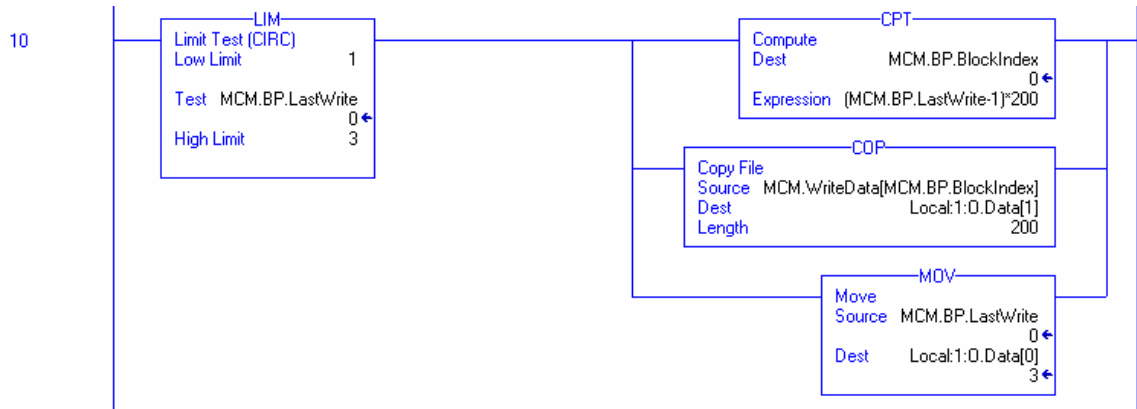 10
LIM
Limit Test (CIRC)
Low Limit 1
Test MCM.BP.LastWrite
0
High Limit 3
CPT
Compute
Dest MCM.BP.BlockIndex
0
Expression (MCM.BP.LastWrite-1)*200
COP
Copy File
Source MCM.WriteData[MCM.BP.BlockIndex]
Dest Local:1:O.Data[1]
Length 200
MOV
Move
Source MCM.BP.LastWrite
0
Dest Local:1:O.Data[0]
3